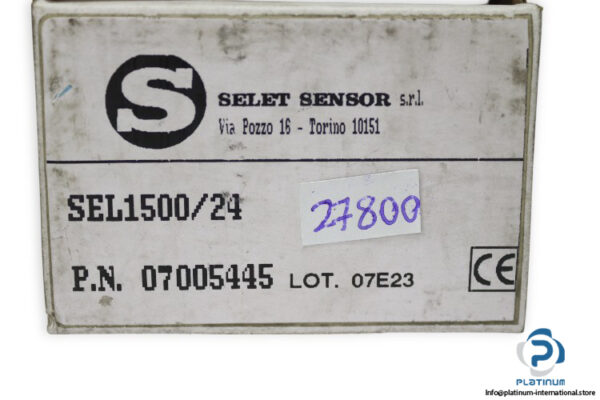 S
SELET SENSOR s.r.l.
Via Pozzo 16 - Torino 10151
SEL1500/24
27800
P.N. 07005445 LOT. 07E23
CE
P
PLATINUM
Info@platinum-international.store